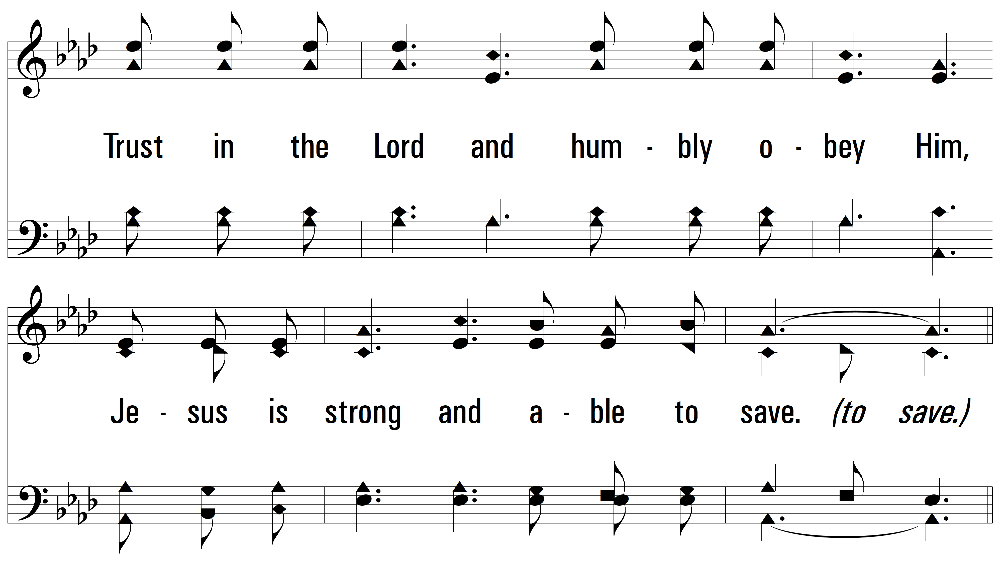 Trust in the Lord and hum - bly o - bey Him,
Je - sus is strong and a - ble to save. (to save.)